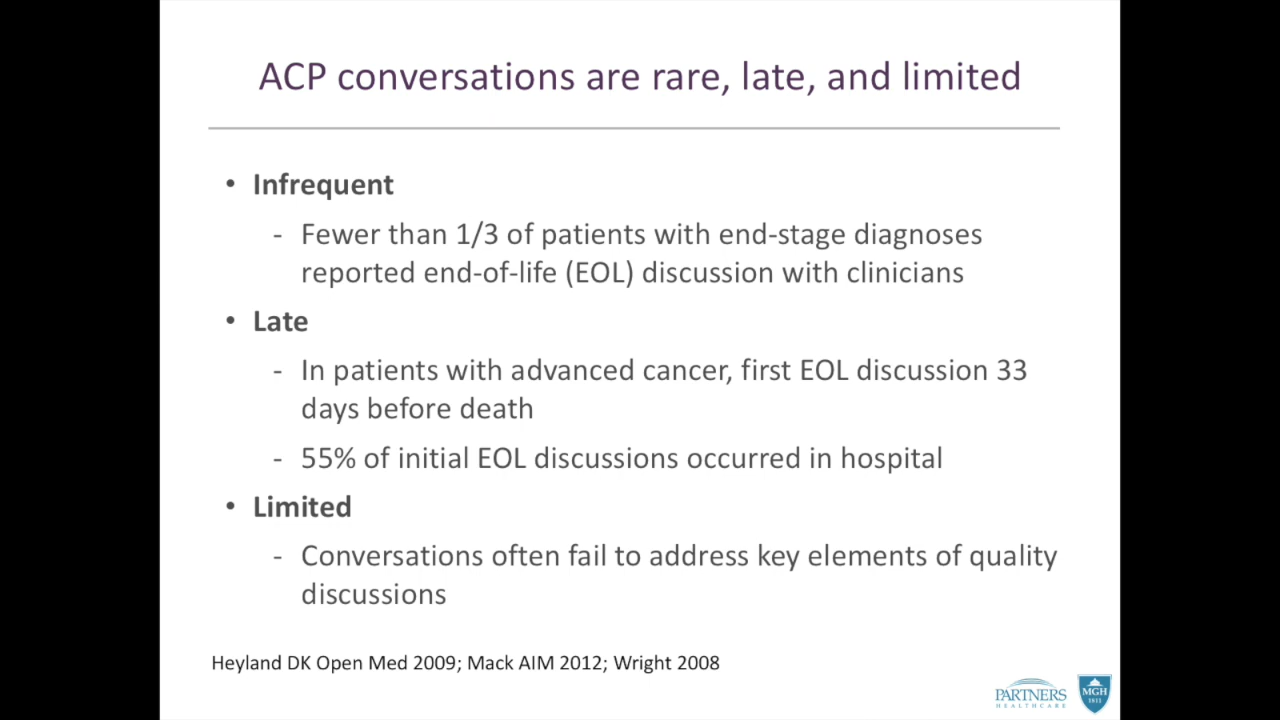 ACP conversations are rare, late, and limited
• Infrequent
- Fewer than 1/3 of patients with end-stage diagnoses
reported end-of-life (EOL) discussion with clinicians
• Late
- In patients with advanced cancer, first EOL discussion 33
days before death
- 55% of initial EOL discussions occurred in hospital
• Limited
- Conversations often fail to address key elements of quality
discussions
Heyland DK Open Med 2009; Mack AIM 2012; Wright 2008
PARTNERS
HEALTHCARE
MGH
1811